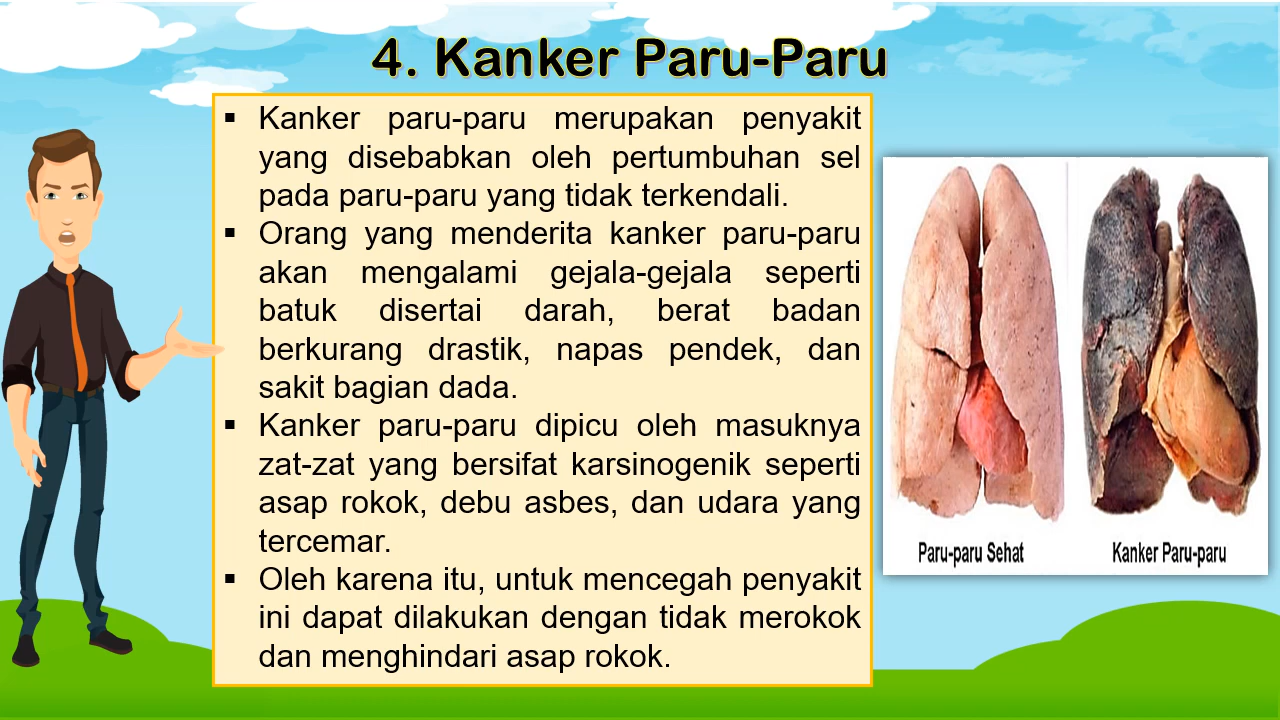 4. Kanker Paru-Paru
▪ Kanker paru-paru merupakan penyakit
yang disebabkan oleh pertumbuhan sel
pada paru-paru yang tidak terkendali.
▪ Orang yang menderita kanker paru-paru
akan mengalami gejala-gejala seperti
batuk disertai darah, berat badan
berkurang drastik, napas pendek, dan
sakit bagian dada.
▪ Kanker paru-paru dipicu oleh masuknya
zat-zat yang bersifat karsinogenik seperti
asap rokok, debu asbes, dan udara yang
tercemar.
▪ Oleh karena itu, untuk mencegah penyakit
ini dapat dilakukan dengan tidak merokok
dan menghindari asap rokok.
Paru-paru Sehat
Kanker Paru-paru